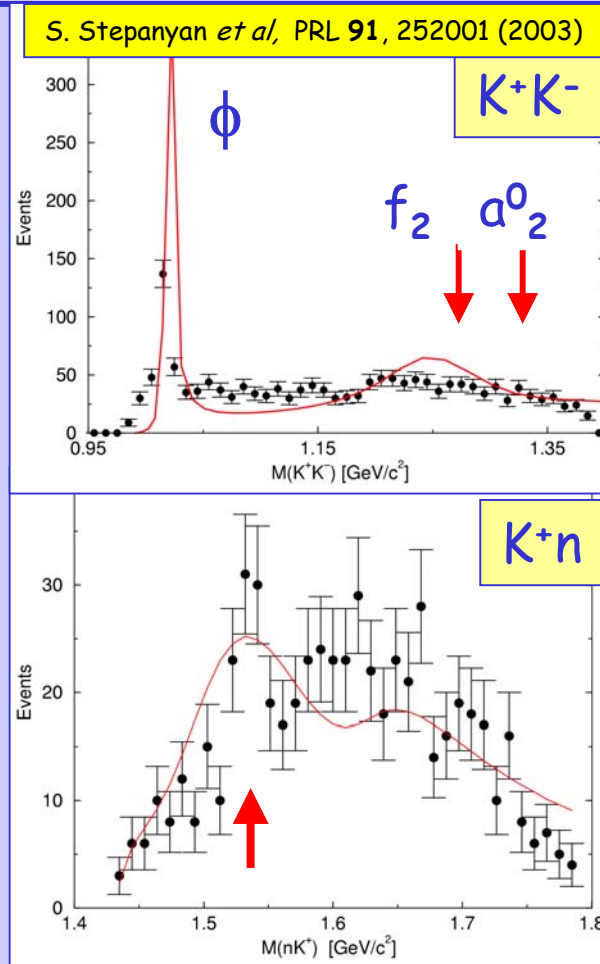 S. Stepanyan et al, PRL 91, 252001 (2003)
K⁺K⁻
ϕ
f₂ a⁰₂
300
250
200
150
100
50
0
Events
0.95 1.15 1.35
M(K⁺K⁻) [GeV/c²]
K⁺n
30
20
10
0
Events
1.4 1.5 1.6 1.7 1.8
M(nK⁺) [GeV/c²]